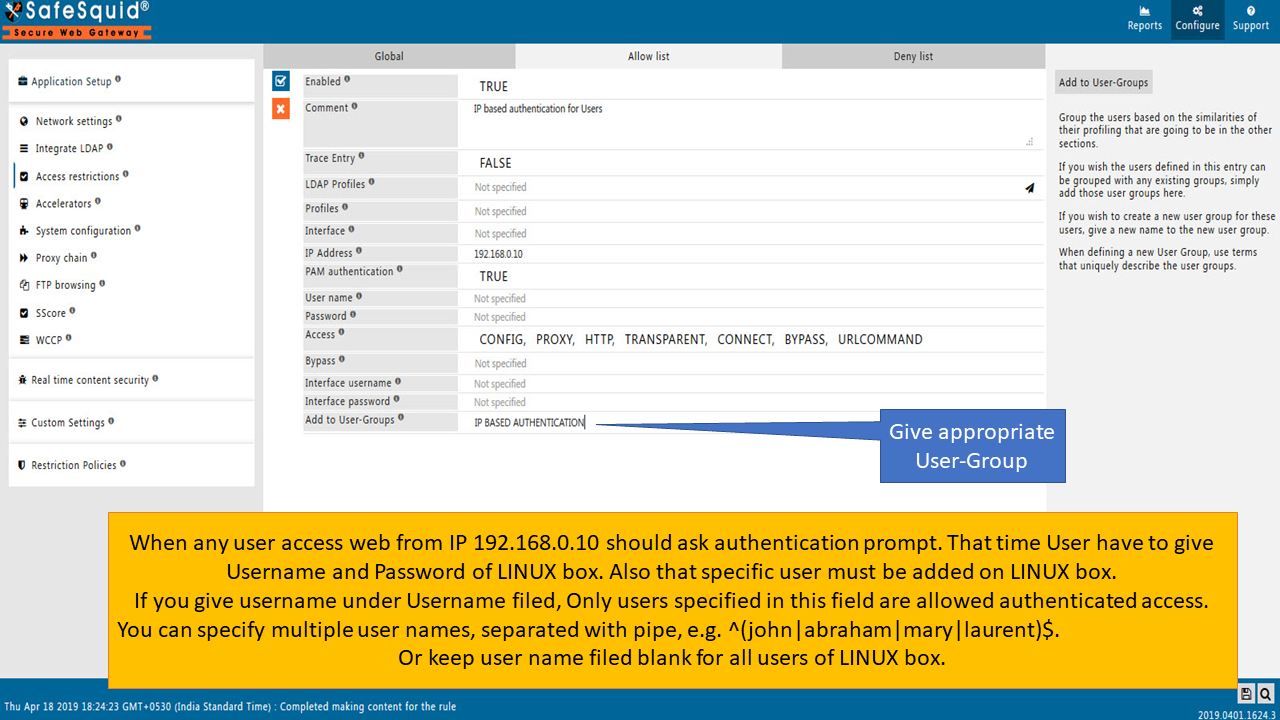 SafeSquid®
Secure Web Gateway
Reports
Configure
Support
Application Setup
Network settings
Integrate LDAP
Access restrictions
Accelerators
System configuration
Proxy chain
FTP browsing
SScore
WCCP
Real time content security
Custom Settings
Restriction Policies
Global
Allow list
Deny list
Enabled
TRUE
Comment
IP based authentication for Users
Trace Entry
FALSE
LDAP Profiles
Not specified
Profiles
Not specified
Interface
Not specified
IP Address
192.168.0.10
PAM authentication
TRUE
User name
Not specified
Password
Not specified
Access
CONFIG, PROXY, HTTP, TRANSPARENT, CONNECT, BYPASS, URLCOMMAND
Bypass
Not specified
Interface username
Not specified
Interface password
Not specified
Add to User-Groups
IP BASED AUTHENTICATION
Add to User-Groups
Group the users based on the similarities of
their profiling that are going to be in the other
sections.
If you wish the users defined in this entry can
be grouped with any existing groups, simply
add those user groups here.
If you wish to create a new user group for these
users, give a new name to the new user group.
When defining a new User Group, use terms
that uniquely describe the user groups.
Give appropriate
User-Group
When any user access web from IP 192.168.0.10 should ask authentication prompt. That time User have to give
Username and Password of LINUX box. Also that specific user must be added on LINUX box.
If you give username under Username filed, Only users specified in this field are allowed authenticated access.
You can specify multiple user names, separated with pipe, e.g. ^(john|abraham|mary|laurent)$.
Or keep user name filed blank for all users of LINUX box.
Thu Apr 18 2019 18:24:23 GMT+0530 (India Standard Time) : Completed making content for the rule
2019.0401.1624.3